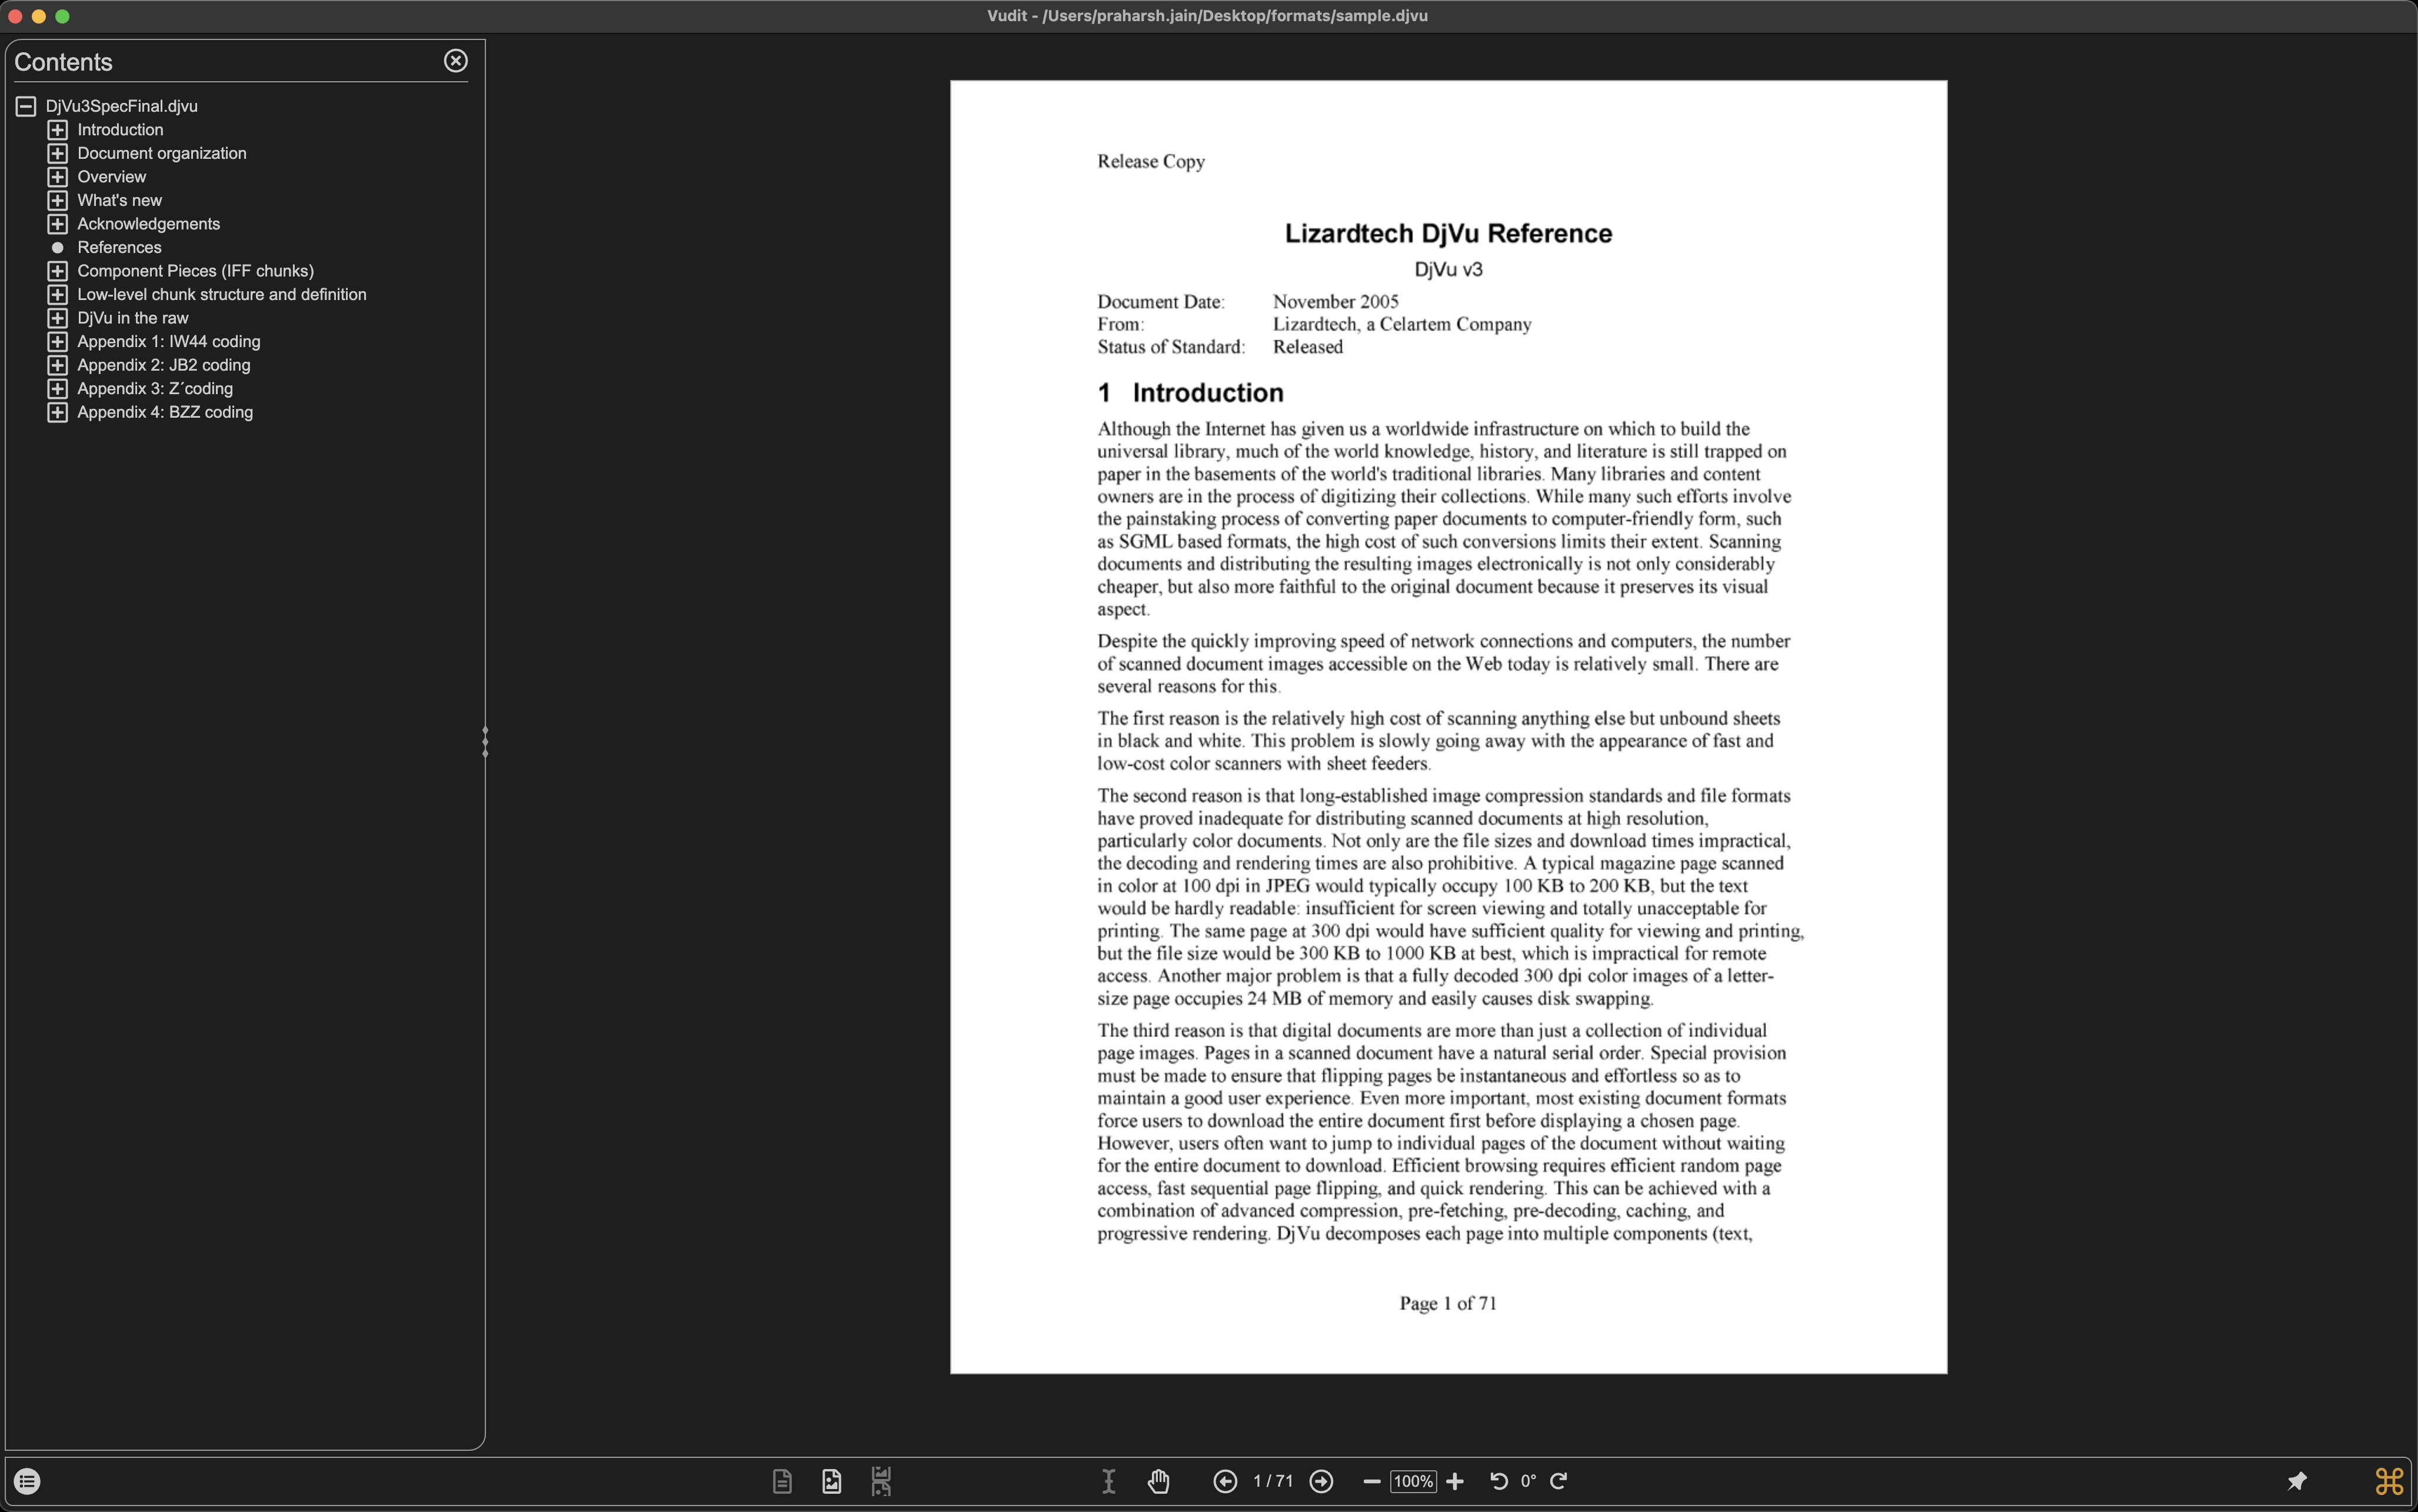 Vudit - /Users/praharsh.jain/Desktop/formats/sample.djvu
Contents
DjVu3SpecFinal.djvu
Introduction
Document organization
Overview
What's new
Acknowledgements
References
Component Pieces (IFF chunks)
Low-level chunk structure and definition
DjVu in the raw
Appendix 1: IW44 coding
Appendix 2: JB2 coding
Appendix 3: Z´coding
Appendix 4: BZZ coding
Release Copy
Lizardtech DjVu Reference
DjVu v3
Document Date: November 2005
From: Lizardtech, a Celartem Company
Status of Standard: Released
1 Introduction
Although the Internet has given us a worldwide infrastructure on which to build the
universal library, much of the world knowledge, history, and literature is still trapped on
paper in the basements of the world's traditional libraries. Many libraries and content
owners are in the process of digitizing their collections. While many such efforts involve
the painstaking process of converting paper documents to computer-friendly form, such
as SGML based formats, the high cost of such conversions limits their extent. Scanning
documents and distributing the resulting images electronically is not only considerably
cheaper, but also more faithful to the original document because it preserves its visual
aspect.
Despite the quickly improving speed of network connections and computers, the number
of scanned document images accessible on the Web today is relatively small. There are
several reasons for this.
The first reason is the relatively high cost of scanning anything else but unbound sheets
in black and white. This problem is slowly going away with the appearance of fast and
low-cost color scanners with sheet feeders.
The second reason is that long-established image compression standards and file formats
have proved inadequate for distributing scanned documents at high resolution,
particularly color documents. Not only are the file sizes and download times impractical,
the decoding and rendering times are also prohibitive. A typical magazine page scanned
in color at 100 dpi in JPEG would typically occupy 100 KB to 200 KB, but the text
would be hardly readable: insufficient for screen viewing and totally unacceptable for
printing. The same page at 300 dpi would have sufficient quality for viewing and printing,
but the file size would be 300 KB to 1000 KB at best, which is impractical for remote
access. Another major problem is that a fully decoded 300 dpi color images of a letter-
size page occupies 24 MB of memory and easily causes disk swapping.
The third reason is that digital documents are more than just a collection of individual
page images. Pages in a scanned document have a natural serial order. Special provision
must be made to ensure that flipping pages be instantaneous and effortless so as to
maintain a good user experience. Even more important, most existing document formats
force users to download the entire document first before displaying a chosen page.
However, users often want to jump to individual pages of the document without waiting
for the entire document to download. Efficient browsing requires efficient random page
access, fast sequential page flipping, and quick rendering. This can be achieved with a
combination of advanced compression, pre-fetching, pre-decoding, caching, and
progressive rendering. DjVu decomposes each page into multiple components (text,
Page 1 of 71
1 / 71 100% 0°